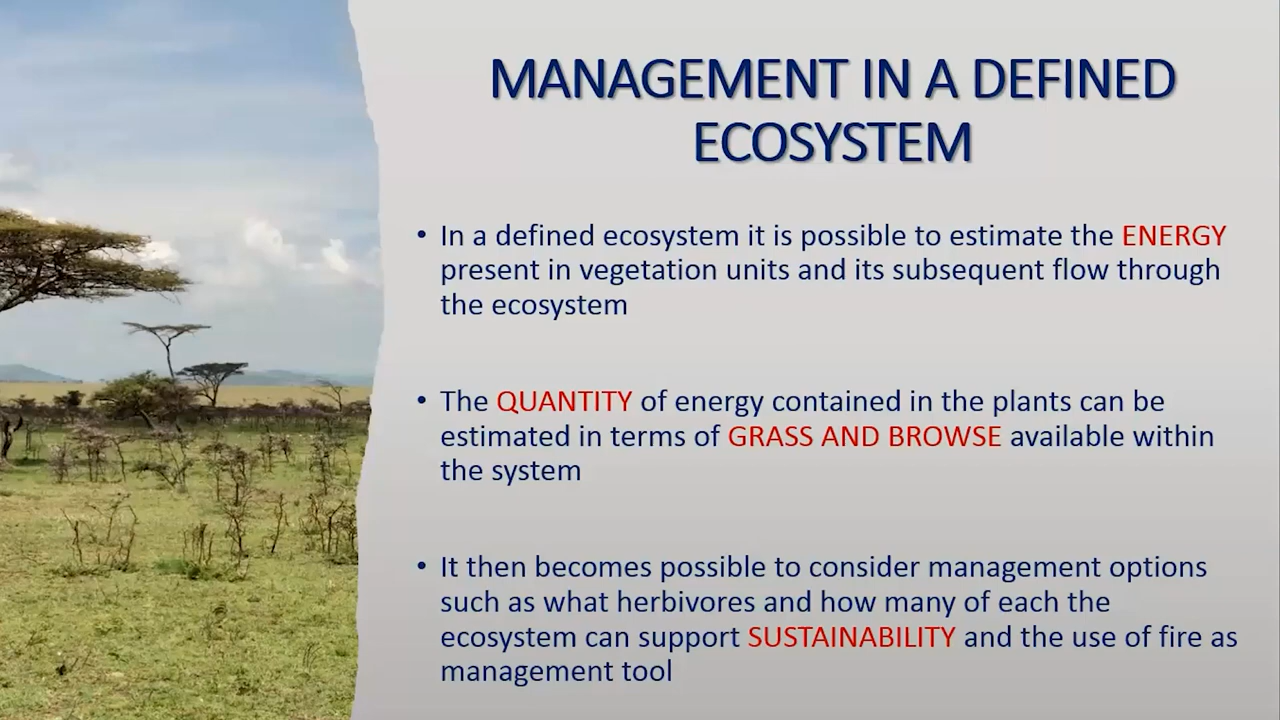 MANAGEMENT IN A DEFINED
ECOSYSTEM
• In a defined ecosystem it is possible to estimate the ENERGY
present in vegetation units and its subsequent flow through
the ecosystem
• The QUANTITY of energy contained in the plants can be
estimated in terms of GRASS AND BROWSE available within
the system
• It then becomes possible to consider management options
such as what herbivores and how many of each the
ecosystem can support SUSTAINABILITY and the use of fire as
management tool